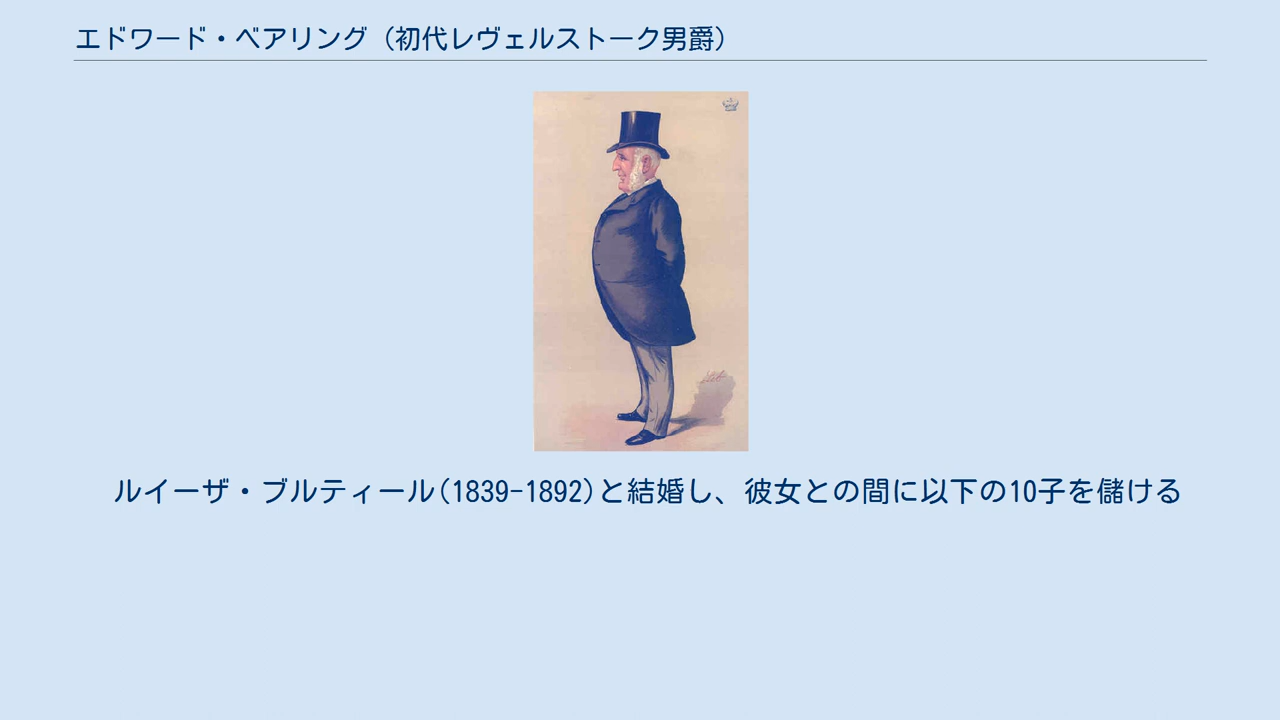 エドワード・ベアリング（初代レヴェルストーク男爵）
ルイーザ・ブルティール(1839-1892)と結婚し、彼女との間に以下の10子を儲ける